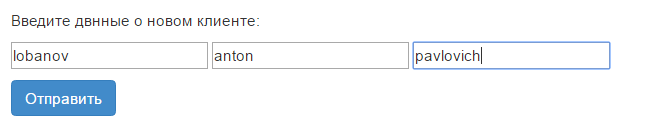 Введите двнные о новом клиенте:
lobanov anton pavlovich
Отправить